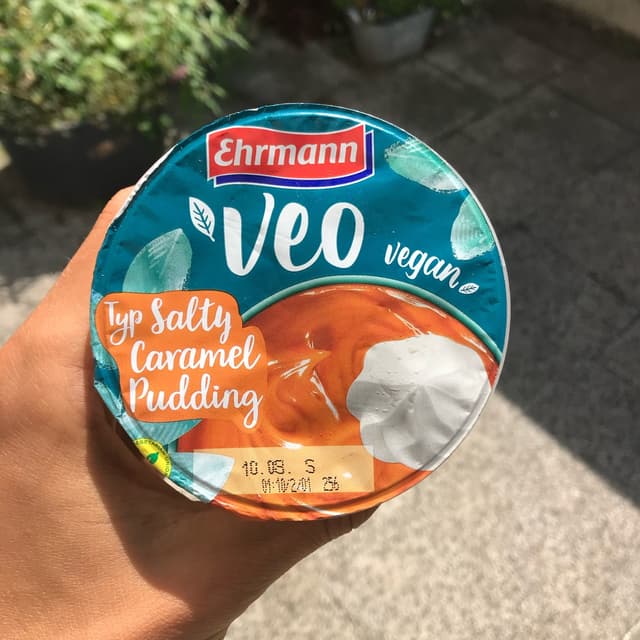 Ehrmann
veo
vegan
Typ Salty
Caramel
Pudding
10.08. S
01:10/2/01 256